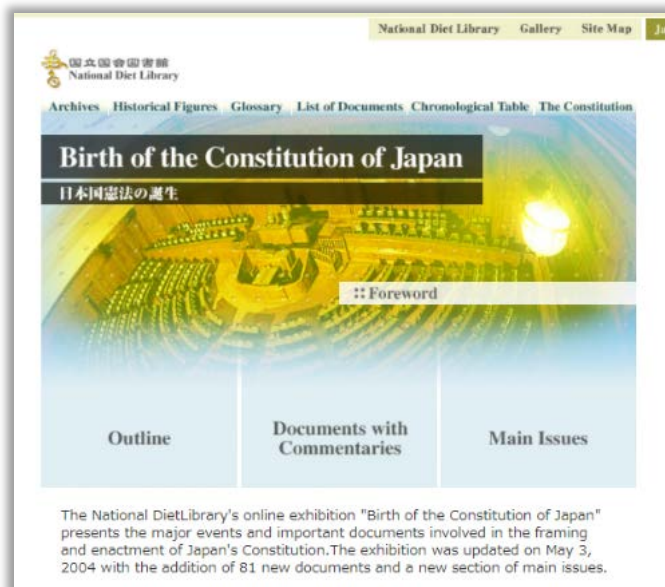 National Diet Library Gallery Site Map Ja
国立国会図書館
National Diet Library
Archives Historical Figures Glossary List of Documents Chronological Table The Constitution
Birth of the Constitution of Japan
日本国憲法の誕生
:: Foreword
Outline
Documents with
Commentaries
Main Issues
The National DietLibrary's online exhibition "Birth of the Constitution of Japan"
presents the major events and important documents involved in the framing
and enactment of Japan's Constitution.The exhibition was updated on May 3,
2004 with the addition of 81 new documents and a new section of main issues.